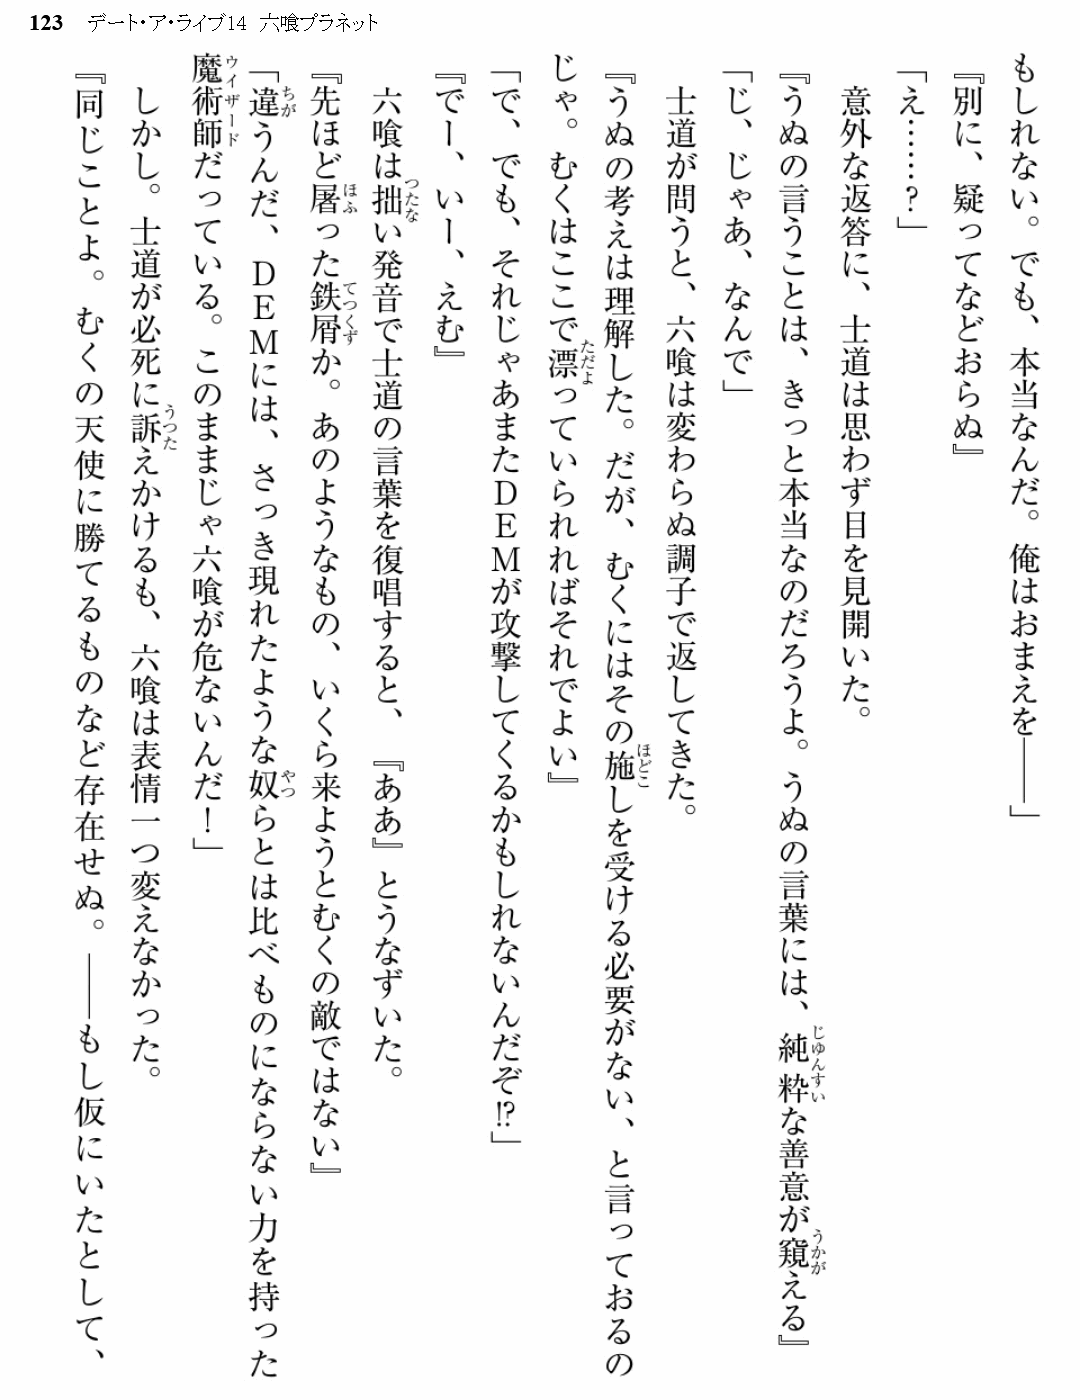 123 デート・ア・ライブ14 六喰プラネット
もしれない。でも、本当なんだ。俺はおまえを――」
『別に、疑ってなどおらぬ』
「え……？」
意外な返答に、士道は思わず目を見開いた。
『うぬの言うことは、きっと本当なのだろうよ。うぬの言葉には、純粋な善意が窺える』
「じ、じゃあ、なんで」
士道が問うと、六喰は変わらぬ調子で返してきた。
『うぬの考えは理解した。だが、むくにはその施しを受ける必要がない、と言っておるの
じゃ。むくはここで漂っていられればそれでよい』
「で、でも、それじゃあまたＤＥＭが攻撃してくるかもしれないんだぞ!?」
『でー、いー、えむ』
六喰は拙い発音で士道の言葉を復唱すると、『ああ』とうなずいた。
『先ほど屠った鉄屑か。あのようなもの、いくら来ようとむくの敵ではない』
「違うんだ、ＤＥＭには、さっき現れたような奴らとは比べものにならない力を持った
魔術師だっている。このままじゃ六喰が危ないんだ！」
しかし。士道が必死に訴えかけるも、六喰は表情一つ変えなかった。
『同じことよ。むくの天使に勝てるものなど存在せぬ。――もし仮にいたとして、